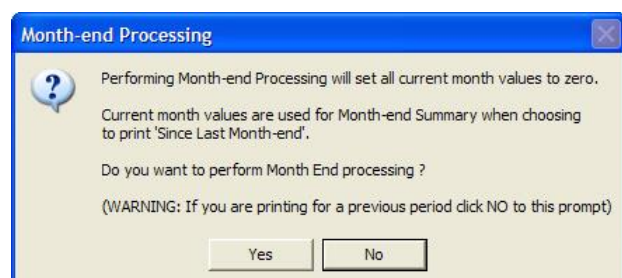 Month-end Processing
Performing Month-end Processing will set all current month values to zero.
Current month values are used for Month-end Summary when choosing
to print 'Since Last Month-end'.
Do you want to perform Month End processing ?
(WARNING: If you are printing for a previous period click NO to this prompt)
Yes No